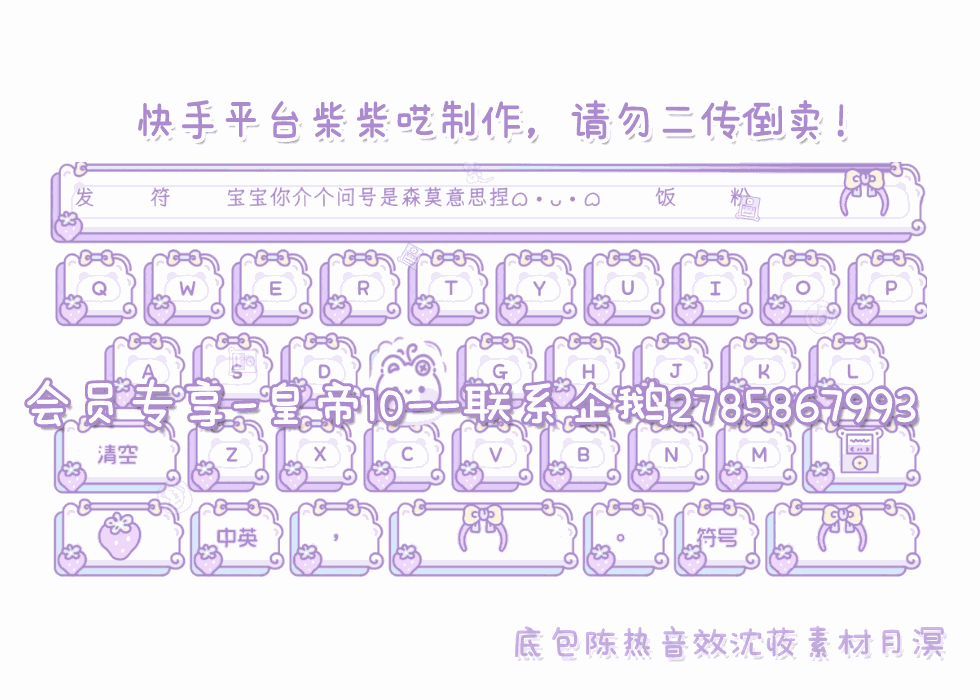 快手平台柴柴呓制作，请勿二传倒卖！
发 符 宝宝你介个问号是森莫意思捏ᗝ•ᴗ•ᗝ 饭 粉
Q W E R T Y U I O P
A S D G H J K L
会员专享-皇帝10--联系企鹅2785867993
清空 Z X C V B N M
中英 ， 。 符号
底包陈热音效沈莜素材月溟